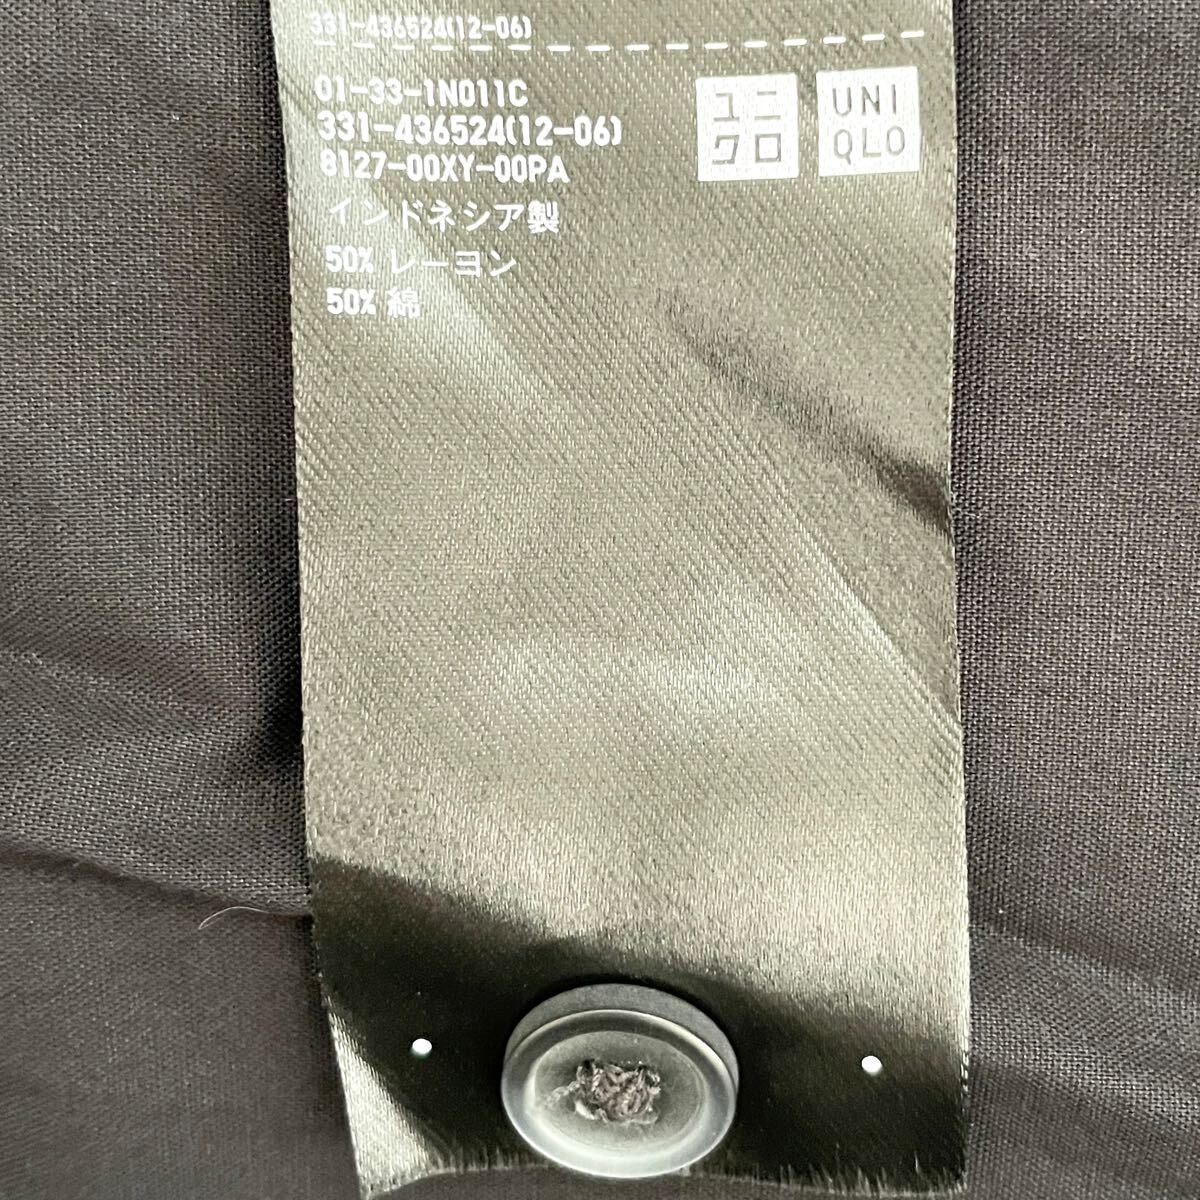 331-436524(12-06)
01-33-1N011C
331-436524(12-06)
8127-00XY-00PA
インドネシア製
50% レーヨン
50% 綿
ユニ
クロ
UNI
QLO